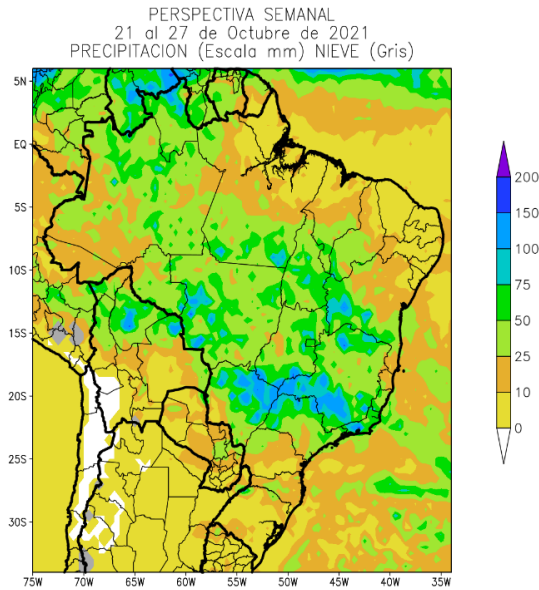 PERSPECTIVA SEMANAL
21 al 27 de Octubre de 2021
PRECIPITACION (Escala mm) NIEVE (Gris)
5N
EQ
5S
10S
15S
20S
25S
30S
75W 70W 65W 60W 55W 50W 45W 40W 35W
200
150
100
75
50
25
10
0